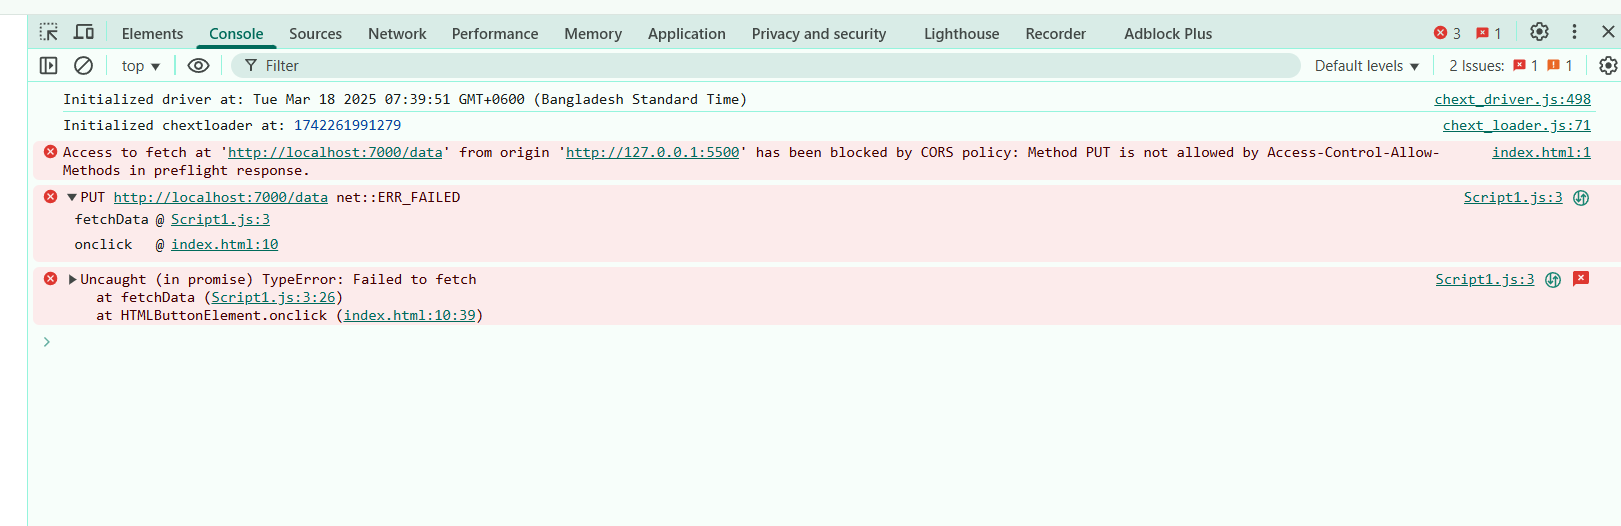 Elements Console Sources Network Performance Memory Application Privacy and security Lighthouse Recorder Adblock Plus 3 1
top Filter Default levels 2 Issues: 1 1
Initialized driver at: Tue Mar 18 2025 07:39:51 GMT+0600 (Bangladesh Standard Time) chext_driver.js:498
Initialized chextloader at: 1742261991279 chext_loader.js:71
Access to fetch at 'http://localhost:7000/data' from origin 'http://127.0.0.1:5500' has been blocked by CORS policy: Method PUT is not allowed by Access-Control-Allow- index.html:1
Methods in preflight response.
PUT http://localhost:7000/data net::ERR_FAILED Script1.js:3
fetchData @ Script1.js:3
onclick @ index.html:10
Uncaught (in promise) TypeError: Failed to fetch Script1.js:3
at fetchData (Script1.js:3:26)
at HTMLButtonElement.onclick (index.html:10:39)